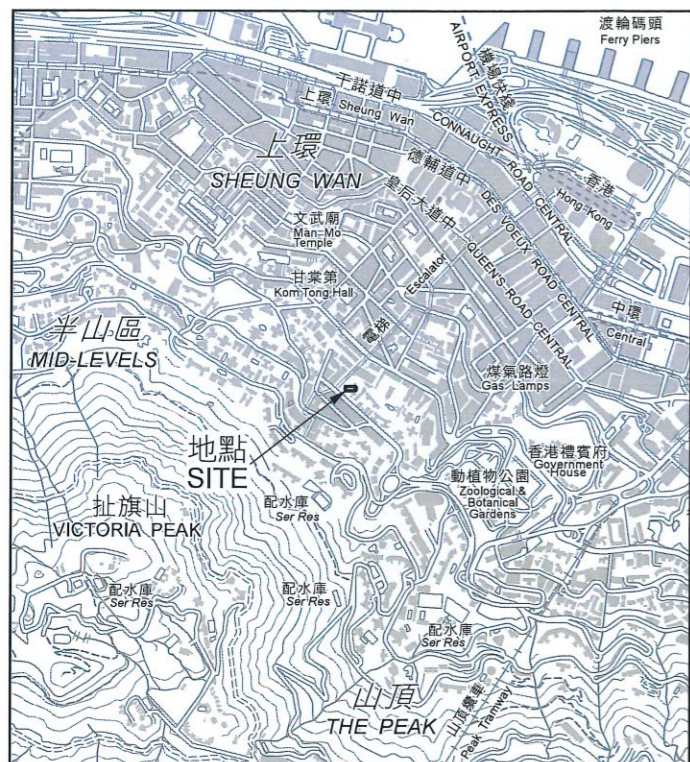 渡輪碼頭
Ferry Piers
機場快綫
AIRPORT EXPRESS
干諾道中
CONNAUGHT ROAD CENTRAL
上環 Sheung Wan
上環
SHEUNG WAN
德輔道中
DES VOEUX ROAD CENTRAL
香港
Hong Kong
皇后大道中
QUEEN'S ROAD CENTRAL
文武廟
Man Mo
Temple
甘棠第
Kom Tong Hall
Escalator
中環
Central
半山區
MID-LEVELS
煤氣路燈
Gas Lamps
地點
SITE
香港禮賓府
Government
House
動植物公園
Zoological &
Botanical
Gardens
扯旗山
VICTORIA PEAK
配水庫
Ser Res
配水庫
Ser Res
配水庫
Ser Res
配水庫
Ser Res
山頂
THE PEAK
山頂纜車
Peak Tramway